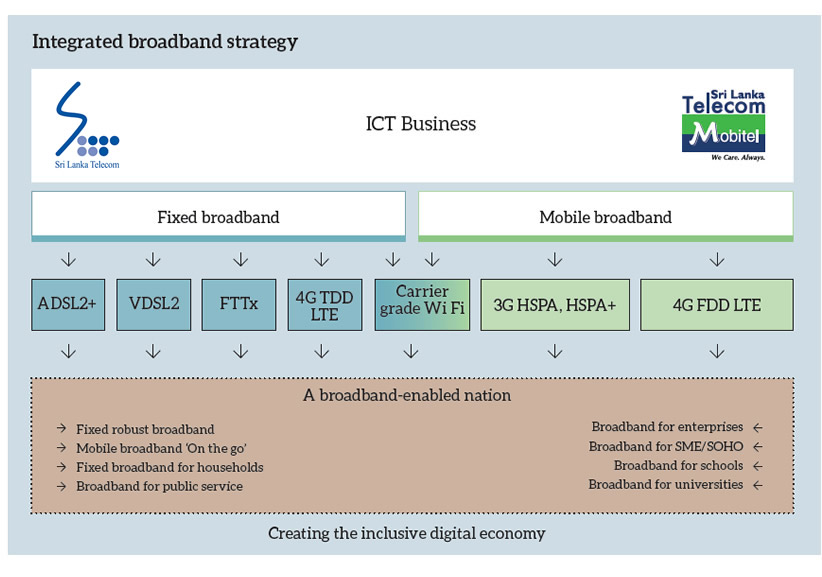 Integrated broadband strategy
Sri Lanka Telecom
ICT Business
Sri Lanka
Telecom
Mobitel
We Care. Always.
Fixed broadband
Mobile broadband
ADSL2+
VDSL2
FTTx
4G TDD
LTE
Carrier
grade Wi Fi
3G HSPA, HSPA+
4G FDD LTE
A broadband-enabled nation
→ Fixed robust broadband
→ Mobile broadband ‘On the go’
→ Fixed broadband for households
→ Broadband for public service
Broadband for enterprises ←
Broadband for SME/SOHO ←
Broadband for schools ←
Broadband for universities ←
Creating the inclusive digital economy